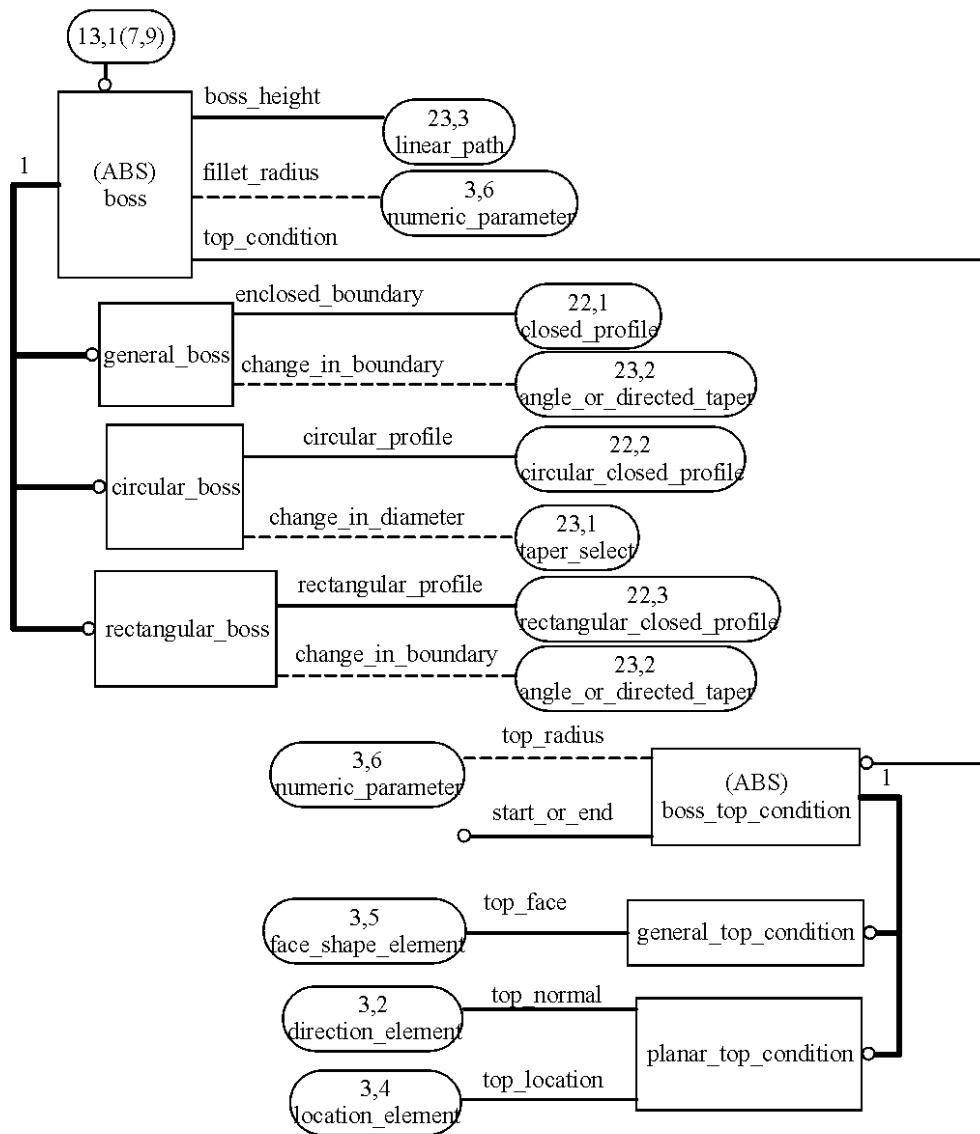 13,1(7,9)
boss_height
23,3
linear_path
1
(ABS)
boss
fillet_radius
3,6
numeric_parameter
top_condition
enclosed_boundary
22,1
closed_profile
general_boss
change_in_boundary
23,2
angle_or_directed_taper
circular_profile
22,2
circular_closed_profile
circular_boss
change_in_diameter
23,1
taper_select
rectangular_profile
22,3
rectangular_closed_profile
rectangular_boss
change_in_boundary
23,2
angle_or_directed_taper
top_radius
3,6
numeric_parameter
(ABS)
boss_top_condition
1
start_or_end
top_face
3,5
face_shape_element
general_top_condition
top_normal
3,2
direction_element
planar_top_condition
top_location
3,4
location_element